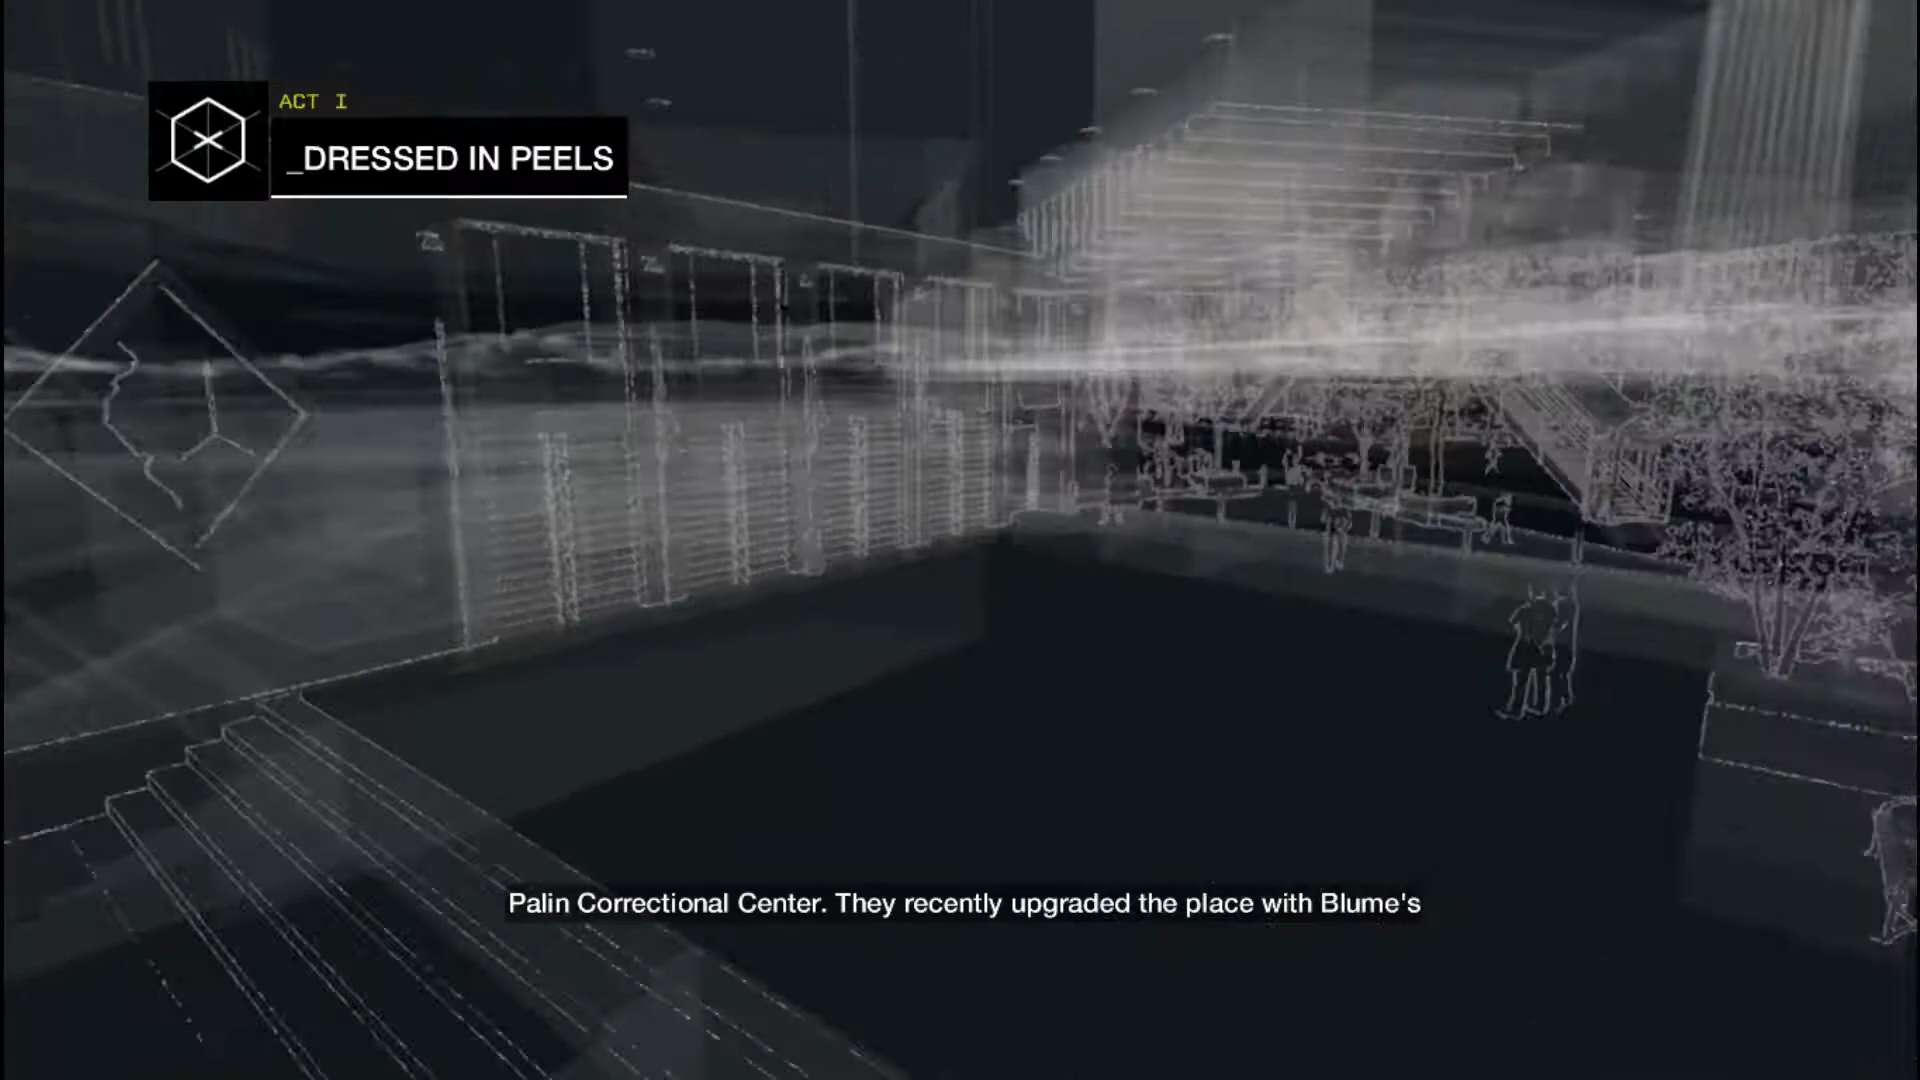 ACT I
_DRESSED IN PEELS
Palin Correctional Center. They recently upgraded the place with Blume's